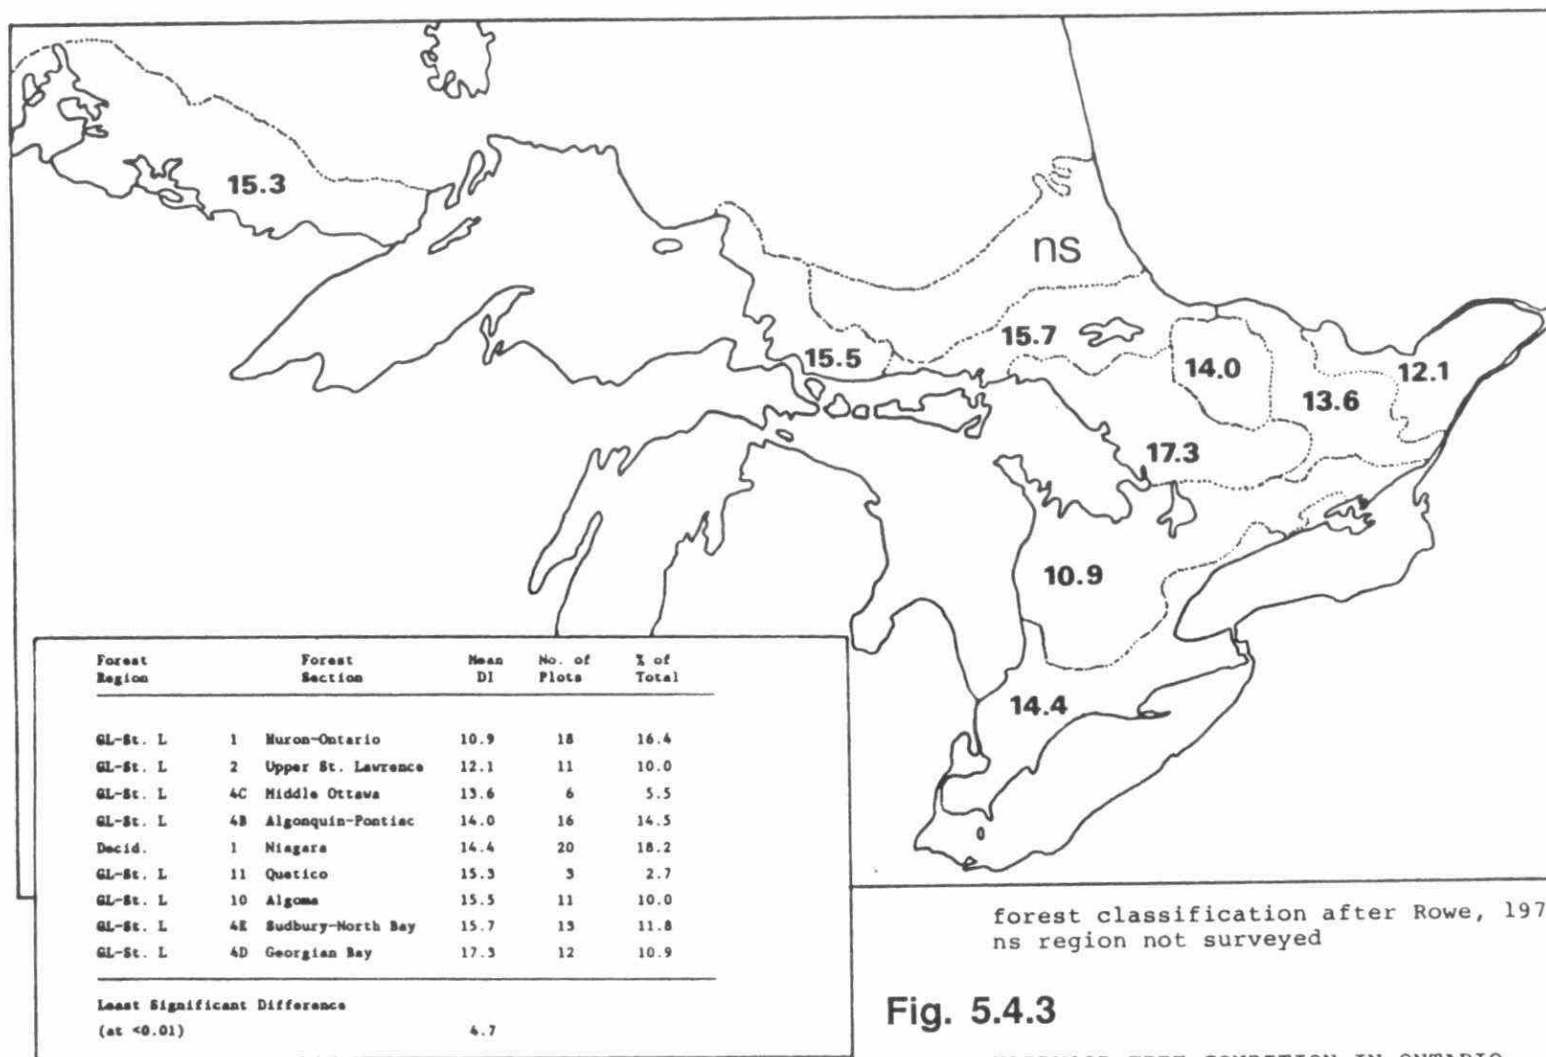 15.3
ns
15.7
15.5
14.0
12.1
13.6
17.3
10.9
14.4
Forest Region Forest Section Mean DI No. of Plots % of Total
GL-St. L 1 Huron-Ontario 10.9 18 16.4
GL-St. L 2 Upper St. Lawrence 12.1 11 10.0
GL-St. L 4C Middle Ottawa 13.6 6 5.5
GL-St. L 4B Algonquin-Pontiac 14.0 16 14.5
Decid. 1 Niagara 14.4 20 18.2
GL-St. L 11 Quetico 15.3 3 2.7
GL-St. L 10 Algoma 15.5 11 10.0
GL-St. L 4E Sudbury-North Bay 15.7 13 11.8
GL-St. L 4D Georgian Bay 17.3 12 10.9
Least Significant Difference
(at <0.01) 4.7
forest classification after Rowe, 197
ns region not surveyed
Fig. 5.4.3